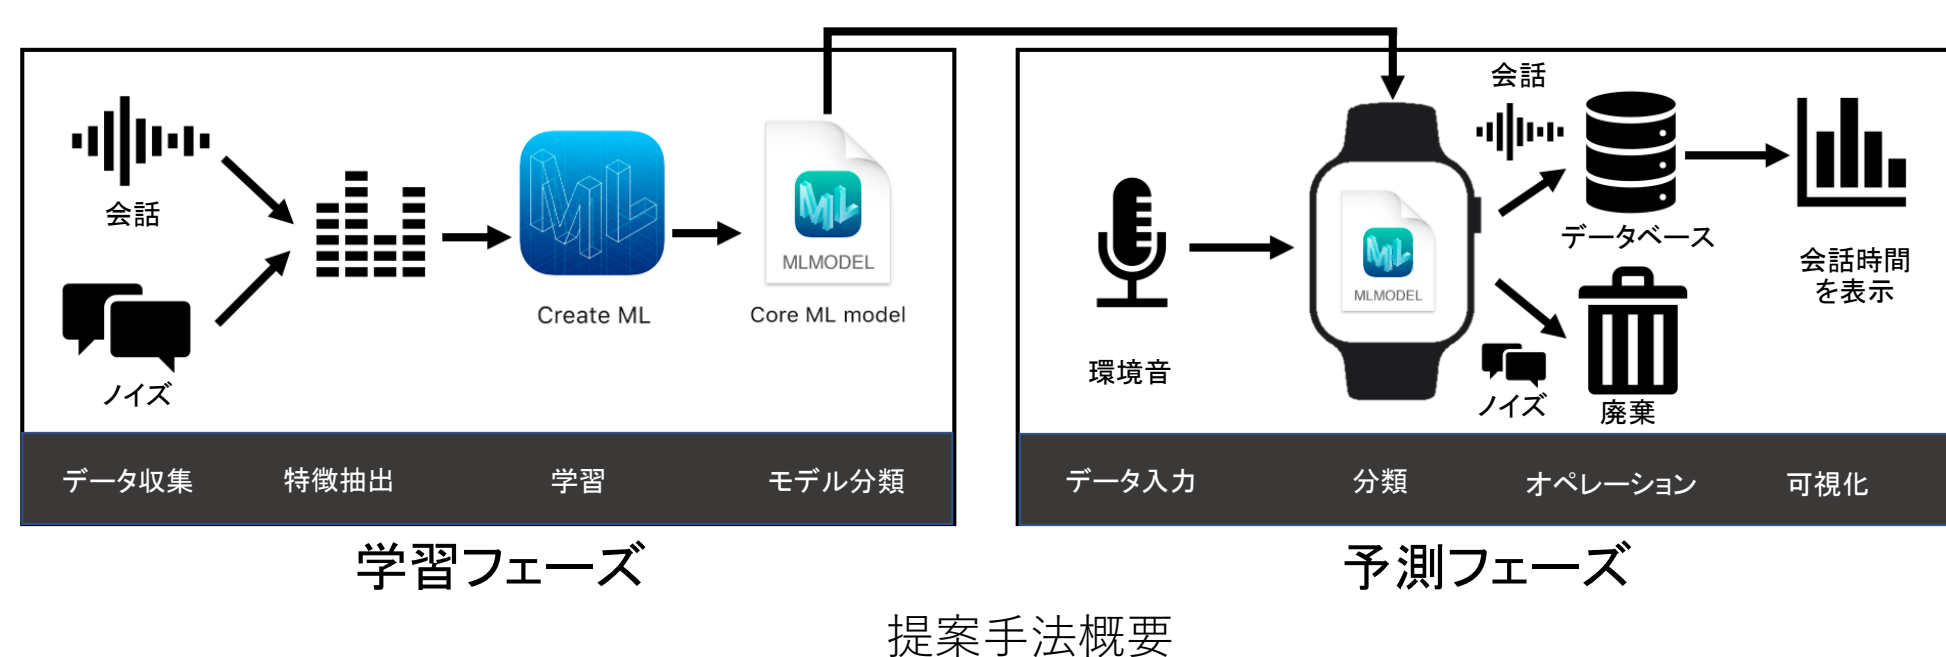 会話
ノイズ
Create ML
MLMODEL
Core ML model
データ収集
特徴抽出
学習
モデル分類
学習フェーズ
環境音
MLMODEL
会話
データベース
ノイズ
廃棄
会話時間
を表示
データ入力
分類
オペレーション
可視化
予測フェーズ
提案手法概要